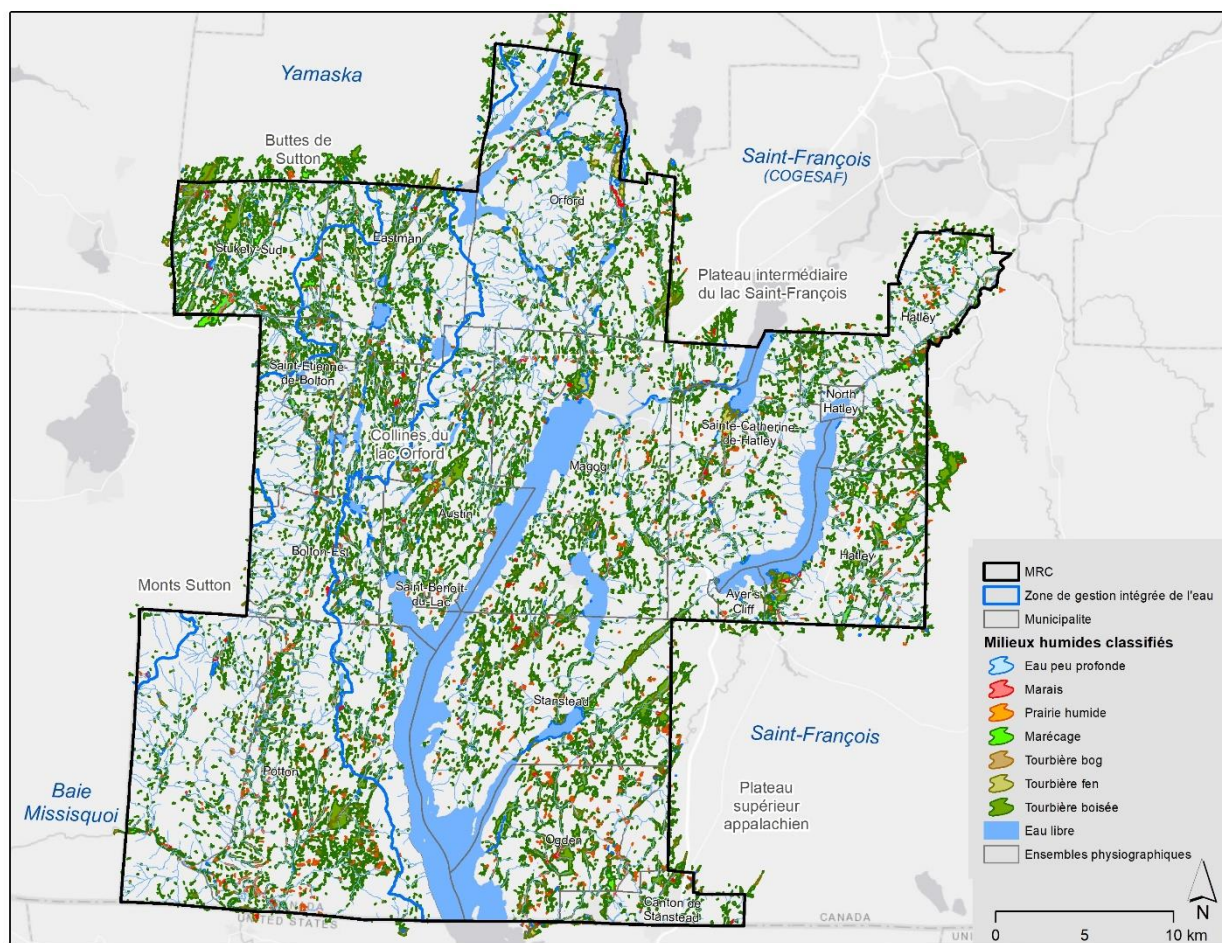 Yamaska
Buttes de
Sutton
Saint-François
(COGESAF)
Orford
Stukely-Sud
Eastman
Plateau intermédiaire
du lac Saint-François
Hatley
Saint-Étienne-
de-Bolton
North
Hatley
Sainte-Catherine-
de-Hatley
Collines du
lac Orford
Magog
Austin
Bolton-Est
Hatley
Monts Sutton
Saint-Benoît-
du-Lac
Ayer's
Cliff
Stanstead
Saint-François
Potton
Plateau
supérieur
appalachien
Baie
Missisquoi
Ogden
Canton de
Stanstead
CANADA
UNITED STATES
CANADA
UNI
MRC
Zone de gestion intégrée de l'eau
Municipalite
Milieux humides classifiés
Eau peu profonde
Marais
Prairie humide
Marécage
Tourbière bog
Tourbière fen
Tourbière boisée
Eau libre
Ensembles physiographiques
N
0 5 10 km